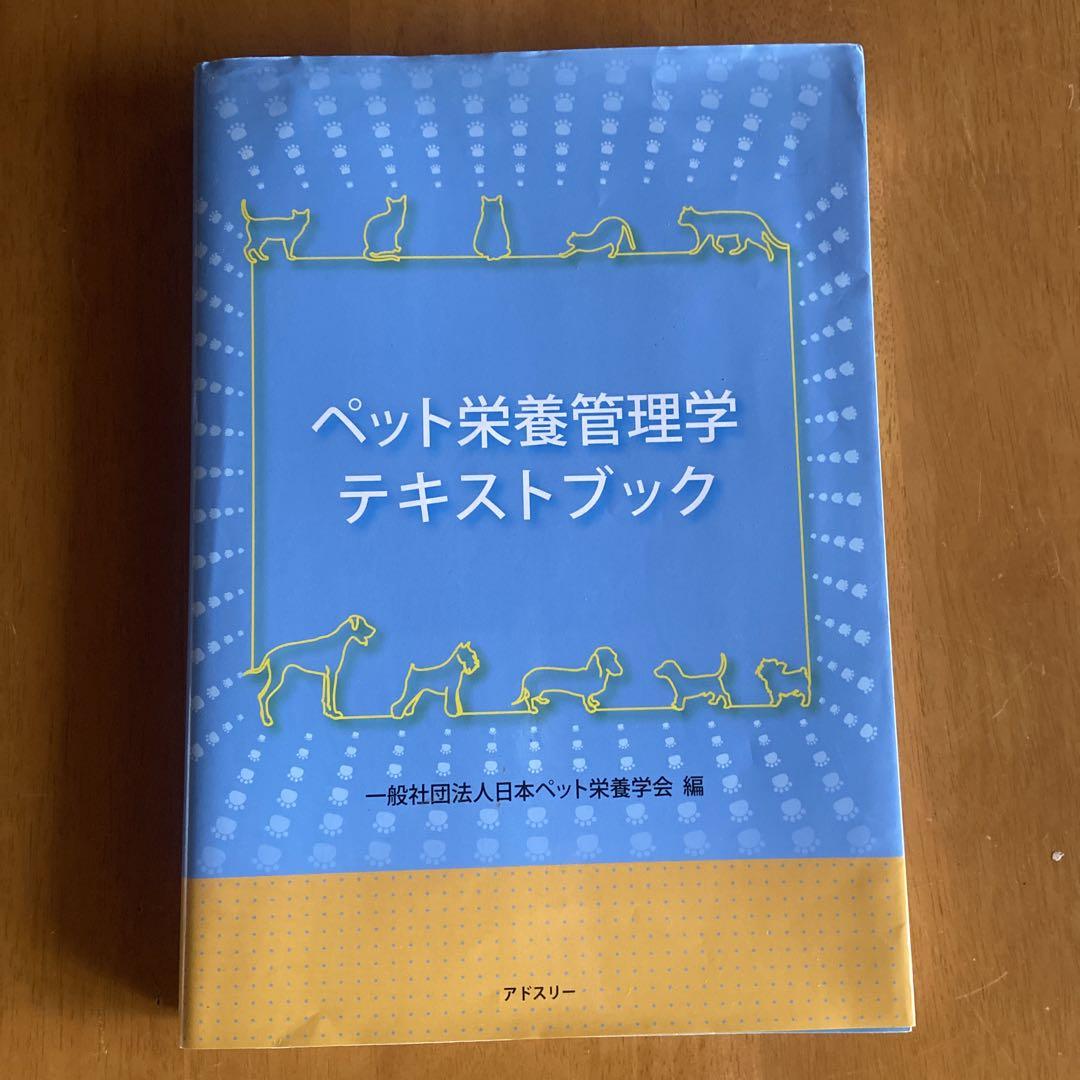 ペット栄養管理学
テキストブック
一般社団法人日本ペット栄養学会 編
アドスリー